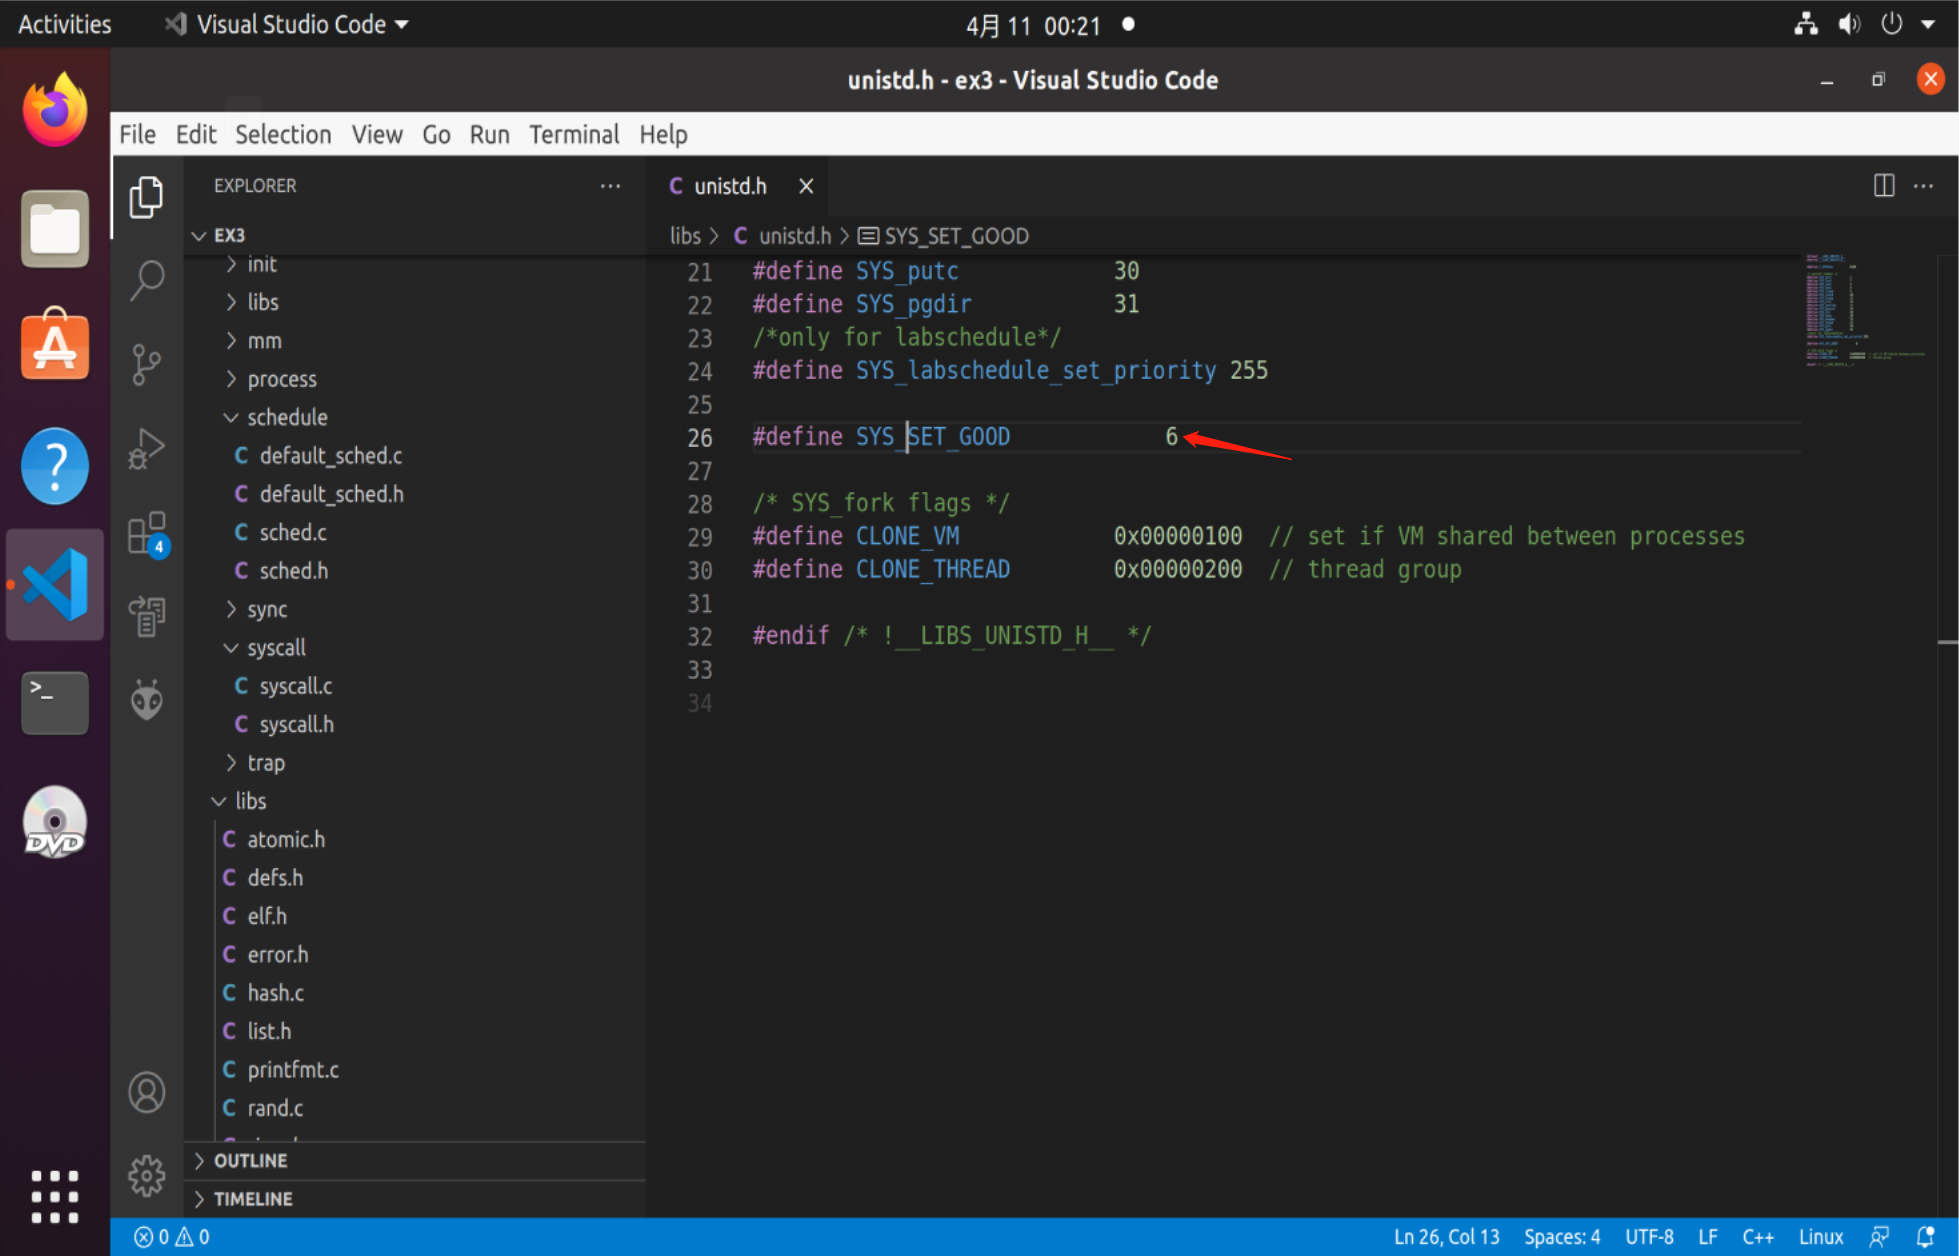 Activities
Visual Studio Code
4月 11 00:21
unistd.h - ex3 - Visual Studio Code
File Edit Selection View Go Run Terminal Help
EXPLORER
EX3
init
libs
mm
process
schedule
C default_sched.c
C default_sched.h
C sched.c
C sched.h
sync
syscall
C syscall.c
C syscall.h
trap
libs
C atomic.h
C defs.h
C elf.h
C error.h
C hash.c
C list.h
C printfmt.c
C rand.c
OUTLINE
TIMELINE
4
>_
DVD
C unistd.h
libs > C unistd.h > SYS_SET_GOOD
21 #define SYS_putc 30
22 #define SYS_pgdir 31
23 /*only for labschedule*/
24 #define SYS_labschedule_set_priority 255
25
26 #define SYS_SET_GOOD 6
27
28 /* SYS_fork flags */
29 #define CLONE_VM 0x00000100 // set if VM shared between processes
30 #define CLONE_THREAD 0x00000200 // thread group
31
32 #endif /* !__LIBS_UNISTD_H__ */
33
34
0 0
Ln 26, Col 13 Spaces: 4 UTF-8 LF C++ Linux